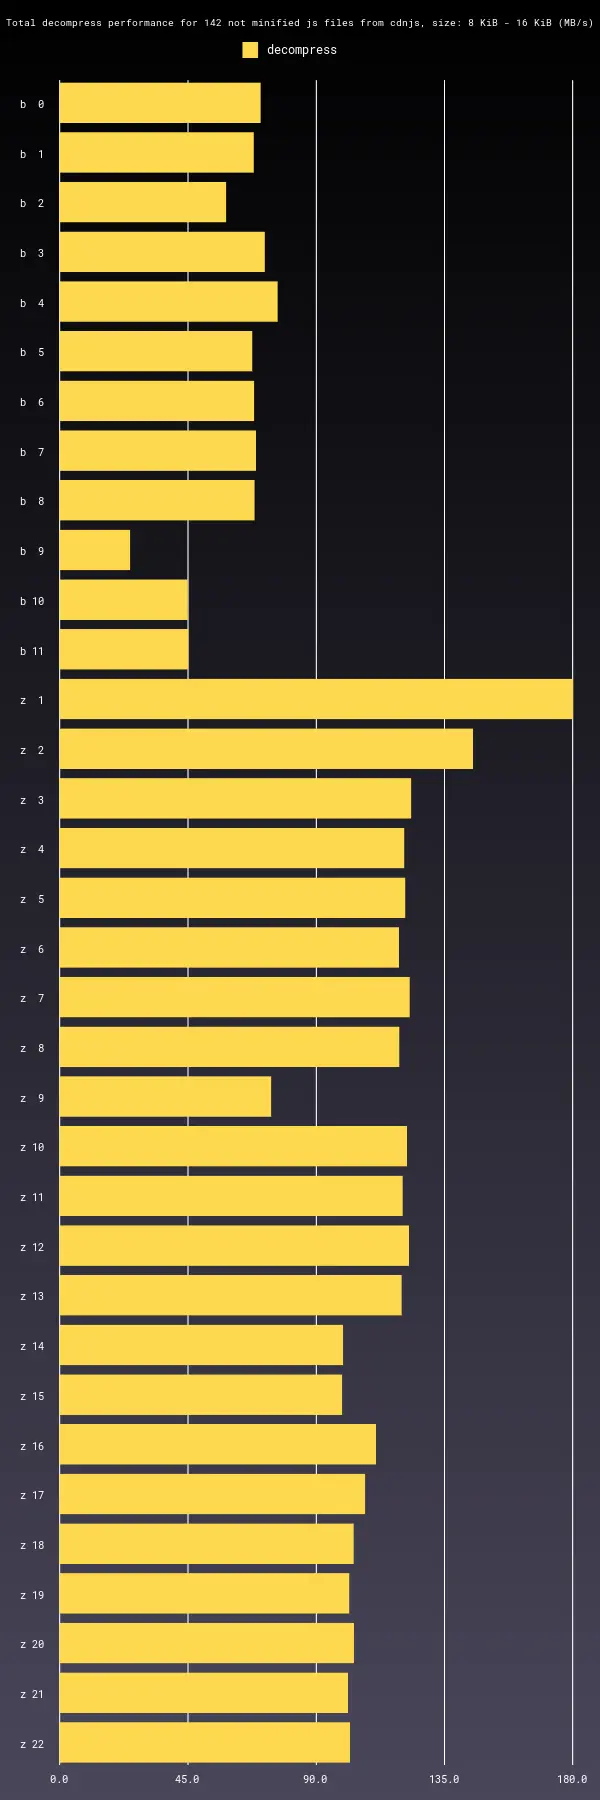 Total decompress performance for 142 not minified js files from cdnjs, size: 8 KiB - 16 KiB (MB/s)
decompress
b 0
b 1
b 2
b 3
b 4
b 5
b 6
b 7
b 8
b 9
b 10
b 11
z 1
z 2
z 3
z 4
z 5
z 6
z 7
z 8
z 9
z 10
z 11
z 12
z 13
z 14
z 15
z 16
z 17
z 18
z 19
z 20
z 21
z 22
0.0 45.0 90.0 135.0 180.0